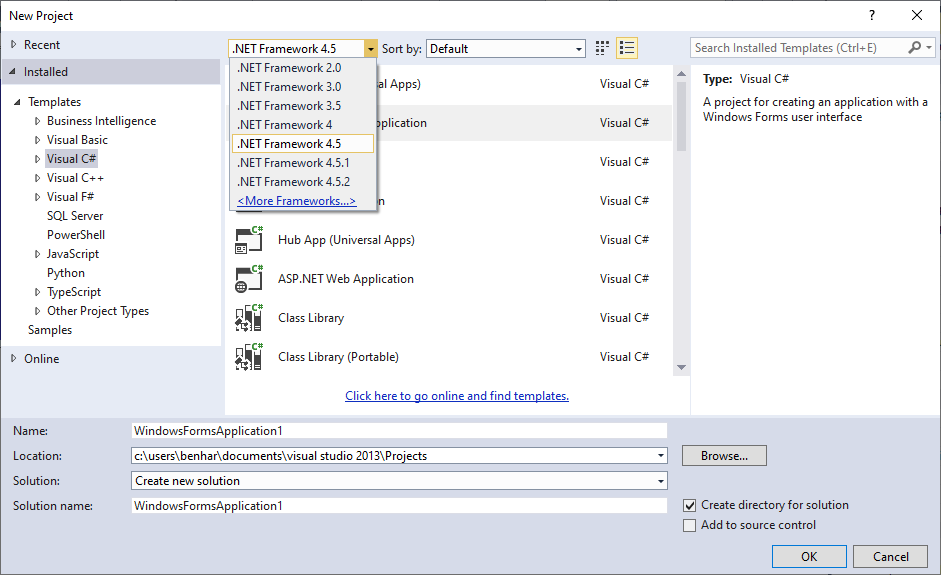 New Project
?
Recent
.NET Framework 4.5
Sort by:
Default
Search Installed Templates (Ctrl+E)
Installed
Templates
Business Intelligence
Visual Basic
Visual C#
Visual C++
Visual F#
SQL Server
PowerShell
JavaScript
Python
TypeScript
Other Project Types
Samples
Online
.NET Framework 2.0
.NET Framework 3.0
.NET Framework 3.5
.NET Framework 4
.NET Framework 4.5
.NET Framework 4.5.1
.NET Framework 4.5.2
<More Frameworks...>
Apps) Visual C#
Visual C#
Visual C#
Visual C#
C# Hub App (Universal Apps) Visual C#
C# ASP.NET Web Application Visual C#
C# Class Library Visual C#
C# Class Library (Portable) Visual C#
Click here to go online and find templates.
Type: Visual C#
A project for creating an application with a
Windows Forms user interface
Name: WindowsFormsApplication1
Location: c:\users\benhar\documents\visual studio 2013\Projects Browse...
Solution: Create new solution
Solution name: WindowsFormsApplication1
Create directory for solution
Add to source control
OK Cancel